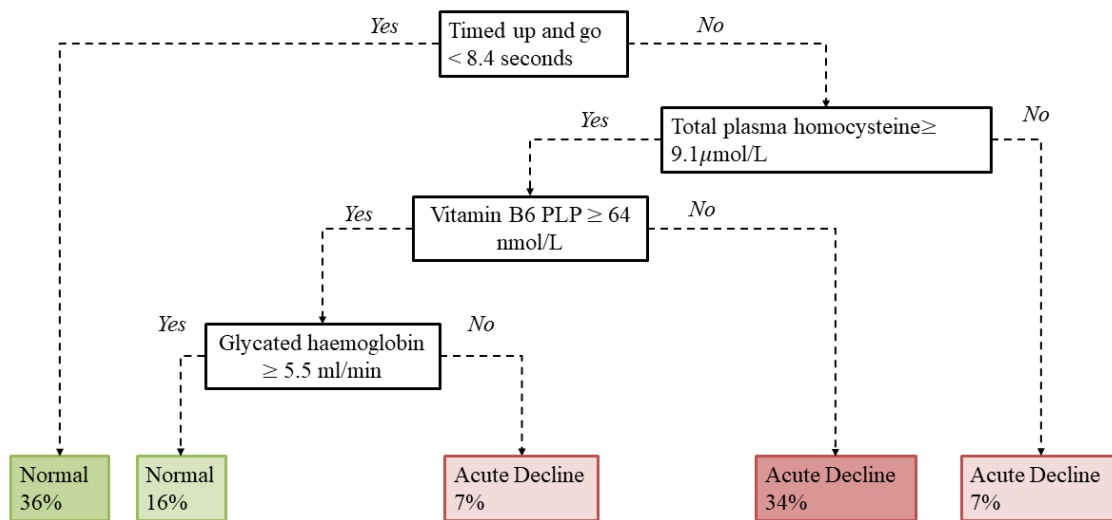 Yes
Timed up and go
< 8.4 seconds
No
Yes
Total plasma homocysteine≥
9.1μmol/L
No
Yes
Vitamin B6 PLP ≥ 64
nmol/L
No
Yes
Glycated haemoglobin
≥ 5.5 ml/min
No
Normal
36%
Normal
16%
Acute Decline
7%
Acute Decline
34%
Acute Decline
7%